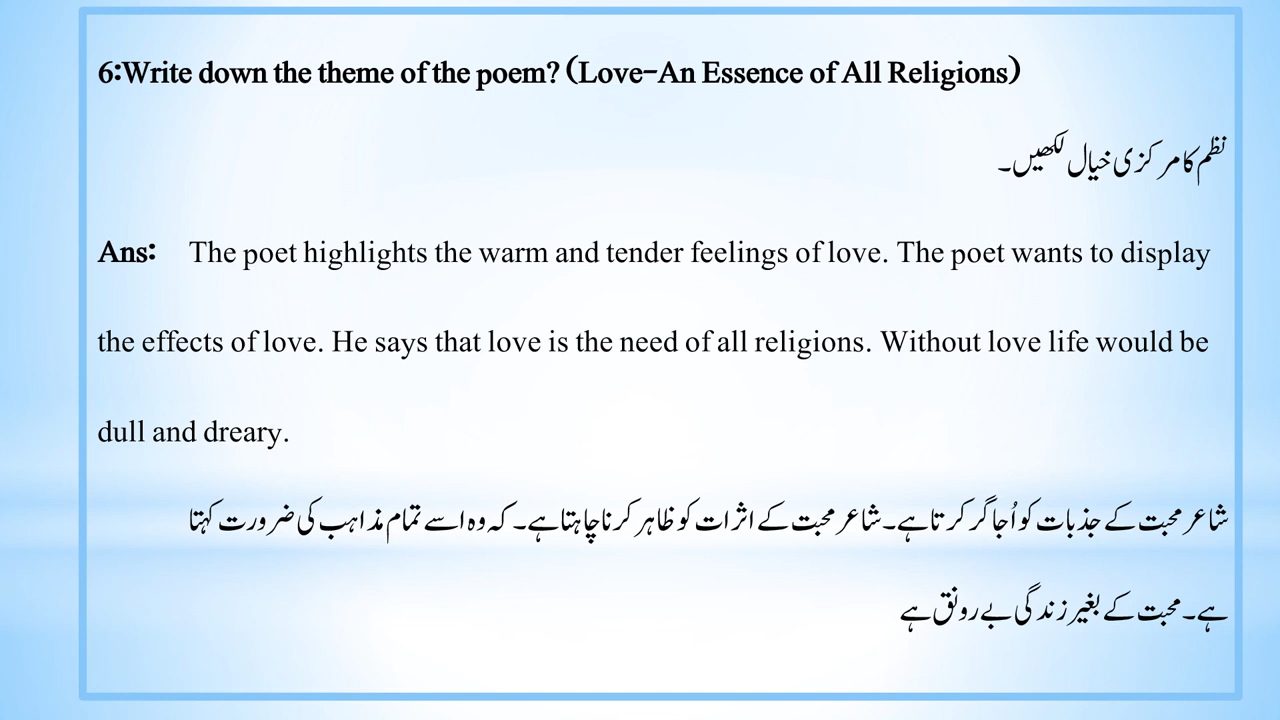 6:Write down the theme of the poem? (Love-An Essence of All Religions)
نظم کا مرکزی خیال لکھیں۔
Ans: The poet highlights the warm and tender feelings of love. The poet wants to display
the effects of love. He says that love is the need of all religions. Without love life would be
dull and dreary.
شاعر محبت کے جذبات کو اُجاگر کرتا ہے۔شاعر محبت کے اثرات کو ظاہر کرنا چاہتا ہے۔ کہ وہ اسے تمام مذاہب کی ضرورت کہتا
ہے۔ محبت کے بغیر زندگی بے رونق ہے